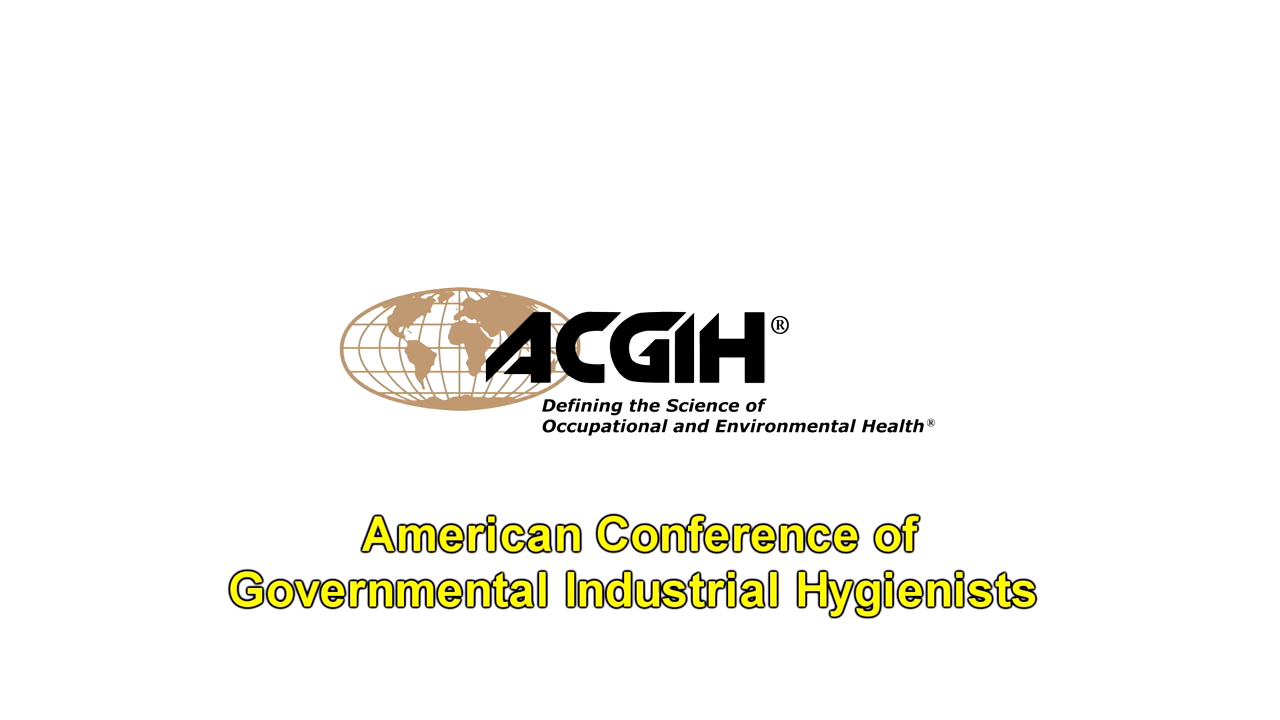 ACGIH®
Defining the Science of
Occupational and Environmental Health®
American Conference of
Governmental Industrial Hygienists